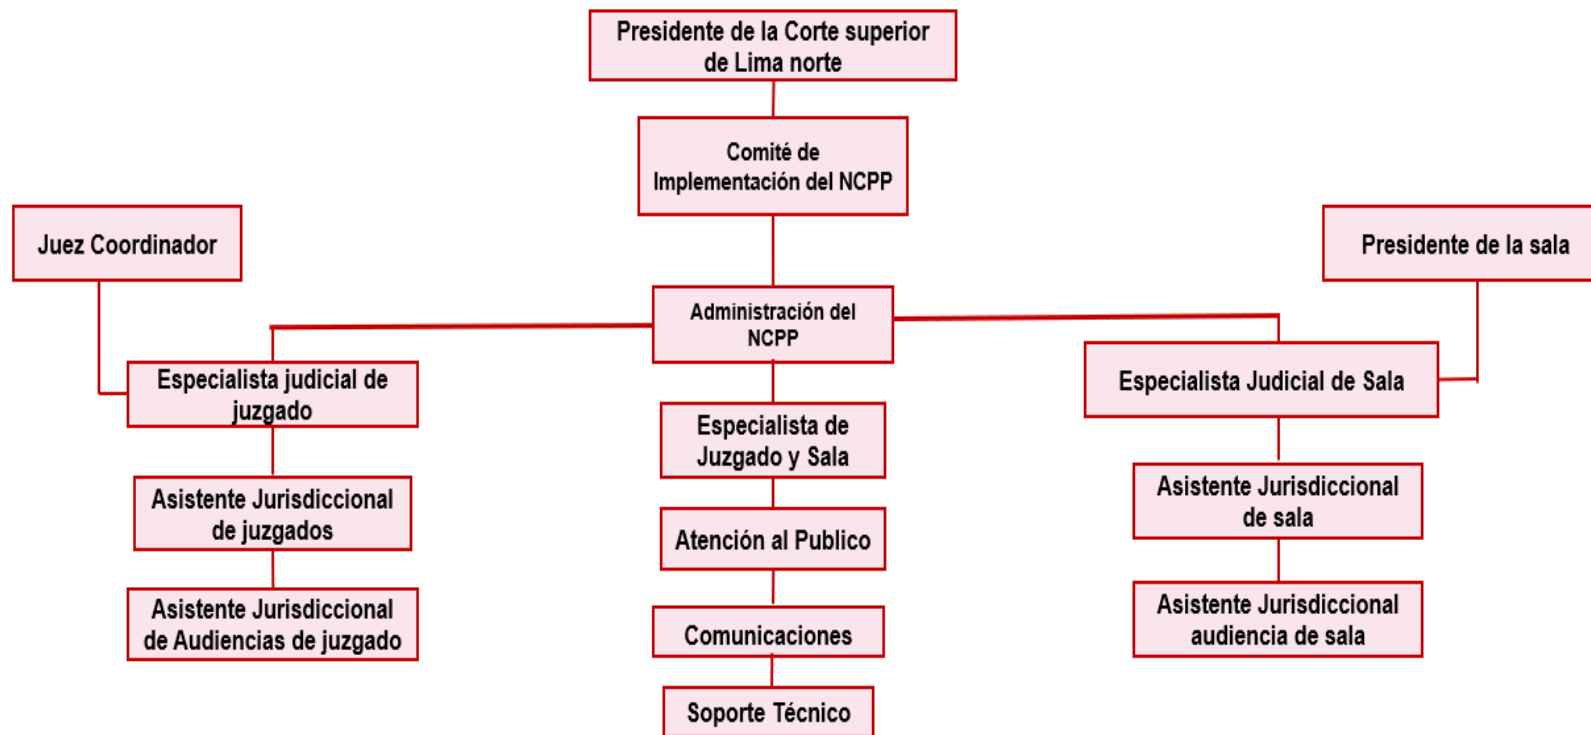 Presidente de la Corte superior
de Lima norte
Comité de
Implementación del NCPP
Juez Coordinador
Presidente de la sala
Administración del
NCPP
Especialista judicial de
juzgado
Especialista Judicial de Sala
Especialista de
Juzgado y Sala
Asistente Jurisdiccional
de juzgados
Asistente Jurisdiccional
de sala
Atención al Publico
Asistente Jurisdiccional
de Audiencias de juzgado
Asistente Jurisdiccional
audiencia de sala
Comunicaciones
Soporte Técnico